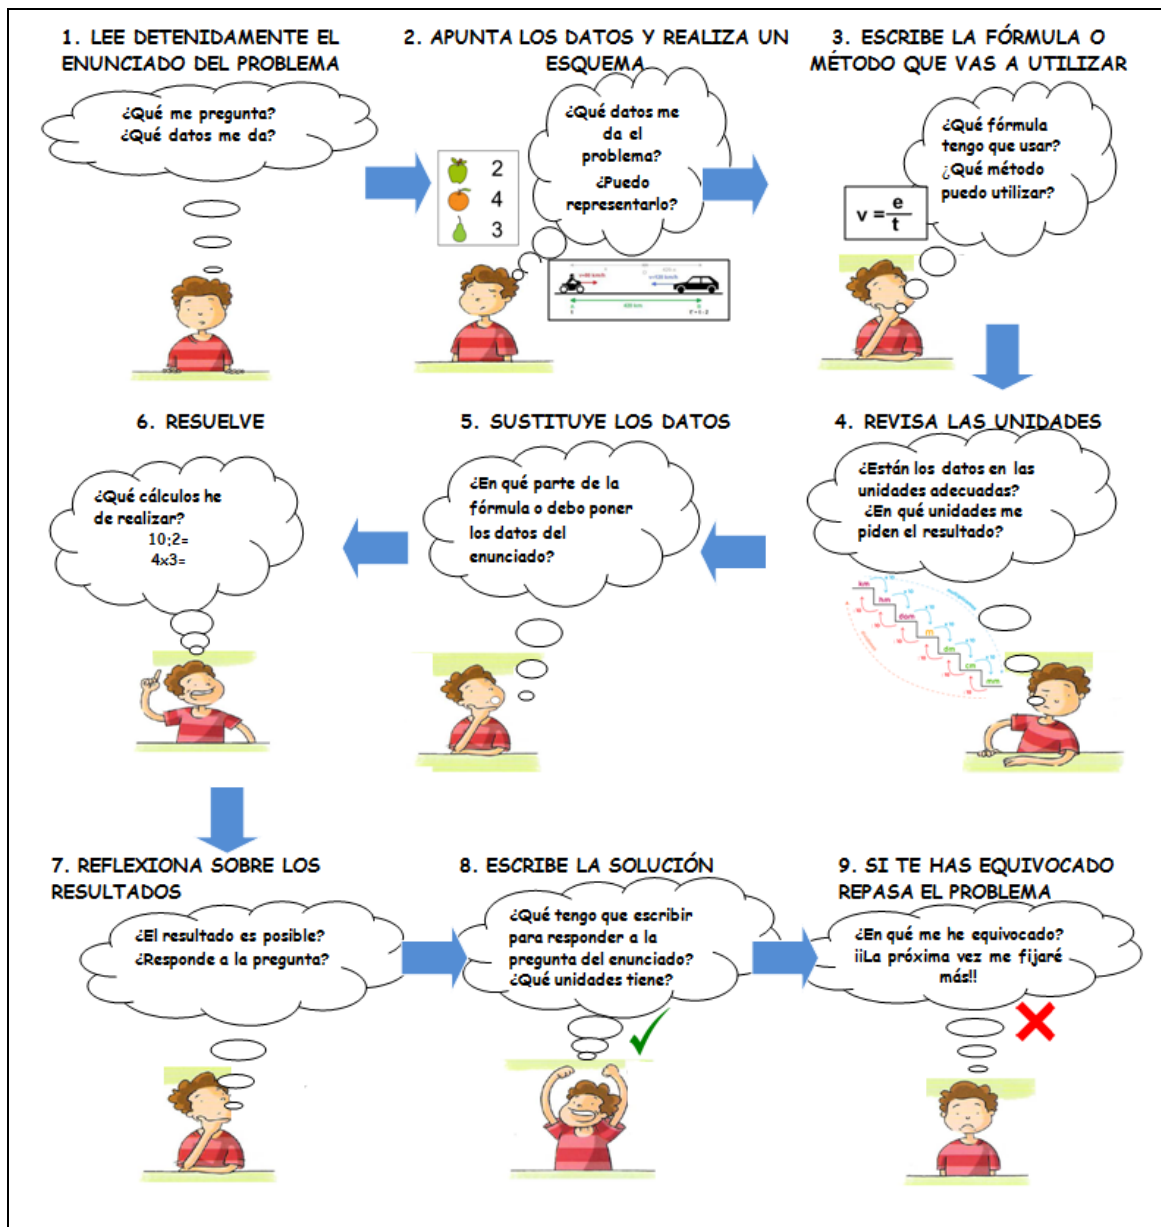 1. LEE DETENIDAMENTE EL
ENUNCIADO DEL PROBLEMA
¿Qué me pregunta?
¿Qué datos me da?
2. APUNTA LOS DATOS Y REALIZA UN
ESQUEMA
¿Qué datos me
da el
problema?
¿Puedo
representarlo?
2
4
3
400 km
3. ESCRIBE LA FÓRMULA O
MÉTODO QUE VAS A UTILIZAR
¿Qué fórmula
tengo que usar?
¿Qué método
puedo utilizar?
v = e
t
4. REVISA LAS UNIDADES
¿Están los datos en las
unidades adecuadas?
¿En qué unidades me
piden el resultado?
km
hm
dam
m
dm
cm
mm
5. SUSTITUYE LOS DATOS
¿En qué parte de la
fórmula o debo poner
los datos del
enunciado?
6. RESUELVE
¿Qué cálculos he
de realizar?
10:2=
4x3=
7. REFLEXIONA SOBRE LOS
RESULTADOS
¿El resultado es posible?
¿Responde a la pregunta?
8. ESCRIBE LA SOLUCIÓN
¿Qué tengo que escribir
para responder a la
pregunta del enunciado?
¿Qué unidades tiene?
9. SI TE HAS EQUIVOCADO
REPASA EL PROBLEMA
¿En qué me he equivocado?
¡¡La próxima vez me fijaré
más!!